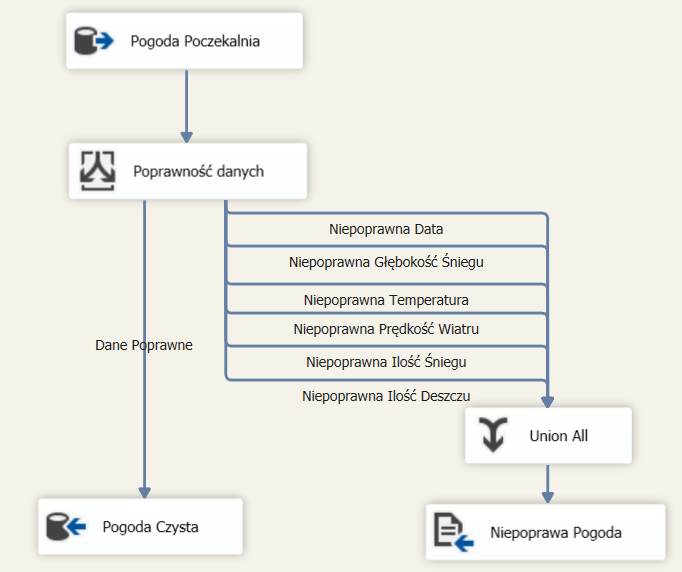 Pogoda Poczekalnia
Poprawność danych
Niepoprawna Data
Niepoprawna Głębokość Śniegu
Niepoprawna Temperatura
Niepoprawna Prędkość Wiatru
Dane Poprawne
Niepoprawna Ilość Śniegu
Niepoprawna Ilość Deszczu
Union All
Pogoda Czysta
Niepoprawa Pogoda